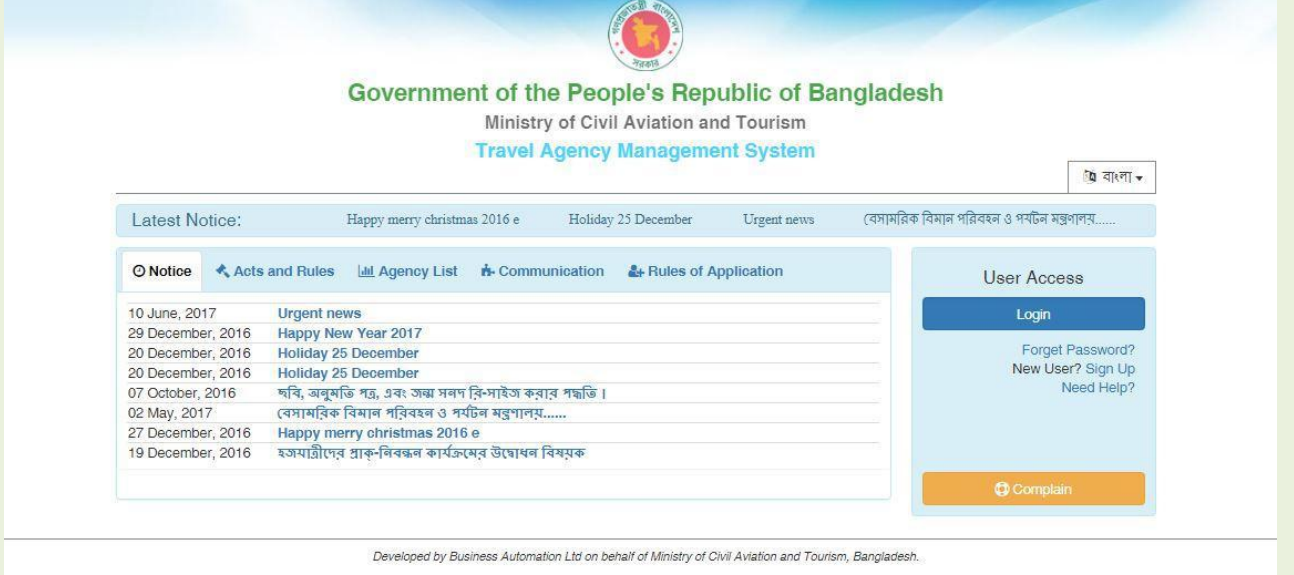 গণপ্রজাতন্ত্রী বাংলাদেশ
সরকার
Government of the People's Republic of Bangladesh
Ministry of Civil Aviation and Tourism
Travel Agency Management System
বাংলা
Latest Notice: Happy merry christmas 2016 e Holiday 25 December Urgent news বেসামরিক বিমান পরিবহন ও পর্যটন মন্ত্রণালয়......
Notice Acts and Rules Agency List Communication Rules of Application
10 June, 2017 Urgent news
29 December, 2016 Happy New Year 2017
20 December, 2016 Holiday 25 December
20 December, 2016 Holiday 25 December
07 October, 2016 ছবি, অনুমতি পত্র, এবং জন্ম সনদ রি-সাইজ করার পদ্ধতি ।
02 May, 2017 বেসামরিক বিমান পরিবহন ও পর্যটন মন্ত্রণালয়......
27 December, 2016 Happy merry christmas 2016 e
19 December, 2016 হজযাত্রীদের প্রাক্-নিবন্ধন কার্যক্রমের উদ্বোধন বিষয়ক
User Access
Login
Forget Password?
New User? Sign Up
Need Help?
Complain
Developed by Business Automation Ltd on behalf of Ministry of Civil Aviation and Tourism, Bangladesh.